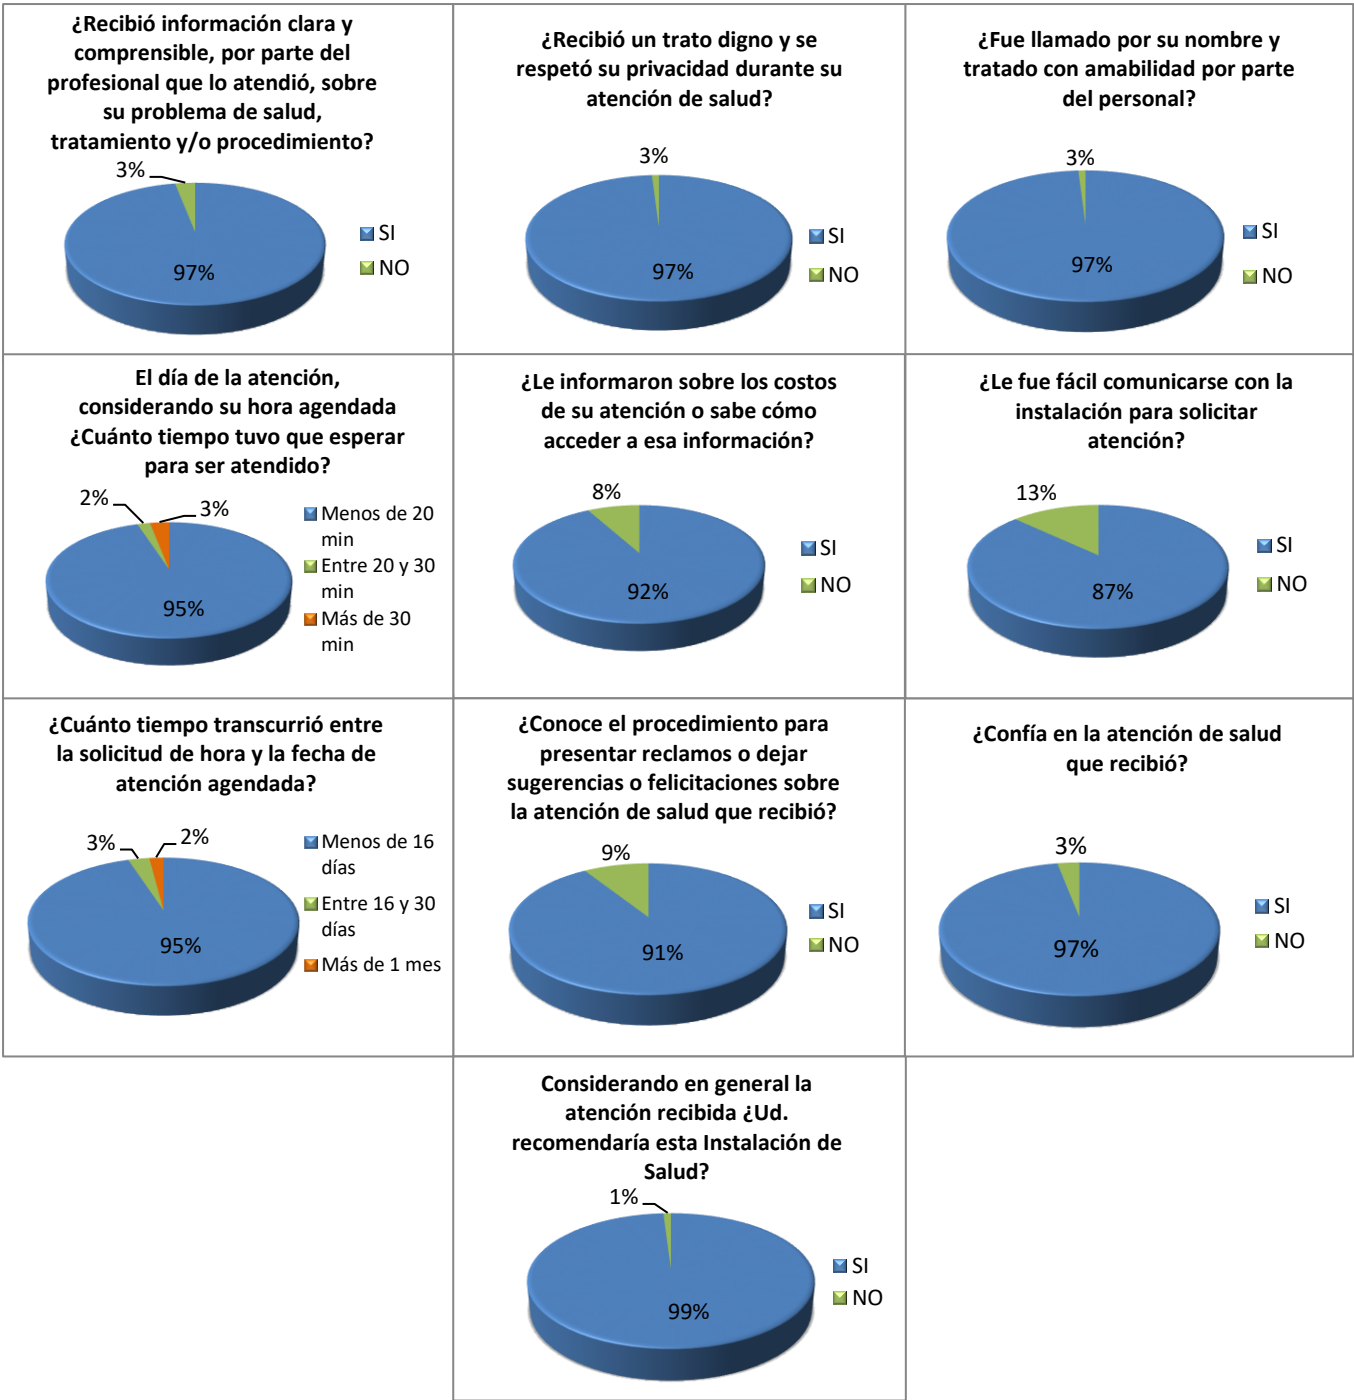 ¿Recibió información clara y
comprensible, por parte del
profesional que lo atendió, sobre
su problema de salud,
tratamiento y/o procedimiento?
3%
97%
SI
NO
¿Recibió un trato digno y se
respetó su privacidad durante su
atención de salud?
3%
97%
SI
NO
¿Fue llamado por su nombre y
tratado con amabilidad por parte
del personal?
3%
97%
SI
NO
El día de la atención,
considerando su hora agendada
¿Cuánto tiempo tuvo que esperar
para ser atendido?
2%
3%
95%
Menos de 20
min
Entre 20 y 30
min
Más de 30
min
¿Le informaron sobre los costos
de su atención o sabe cómo
acceder a esa información?
8%
92%
SI
NO
¿Le fue fácil comunicarse con la
instalación para solicitar
atención?
13%
87%
SI
NO
¿Cuánto tiempo transcurrió entre
la solicitud de hora y la fecha de
atención agendada?
3%
2%
95%
Menos de 16
días
Entre 16 y 30
días
Más de 1 mes
¿Conoce el procedimiento para
presentar reclamos o dejar
sugerencias o felicitaciones sobre
la atención de salud que recibió?
9%
91%
SI
NO
¿Confía en la atención de salud
que recibió?
3%
97%
SI
NO
Considerando en general la
atención recibida ¿Ud.
recomendaría esta Instalación de
Salud?
1%
99%
SI
NO